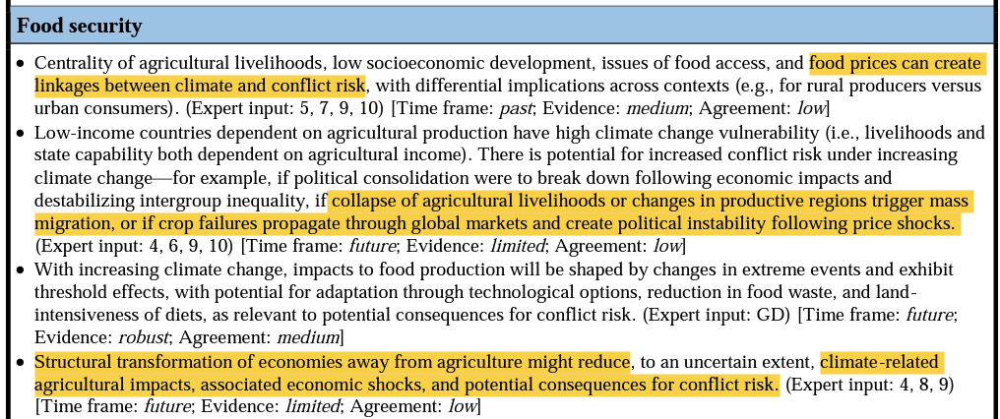 Food security
• Centrality of agricultural livelihoods, low socioeconomic development, issues of food access, and food prices can create
linkages between climate and conflict risk, with differential implications across contexts (e.g., for rural producers versus
urban consumers). (Expert input: 5, 7, 9, 10) [Time frame: past; Evidence: medium; Agreement: low]
• Low-income countries dependent on agricultural production have high climate change vulnerability (i.e., livelihoods and
state capability both dependent on agricultural income). There is potential for increased conflict risk under increasing
climate change—for example, if political consolidation were to break down following economic impacts and
destabilizing intergroup inequality, if collapse of agricultural livelihoods or changes in productive regions trigger mass
migration, or if crop failures propagate through global markets and create political instability following price shocks.
(Expert input: 4, 6, 9, 10) [Time frame: future; Evidence: limited; Agreement: low]
• With increasing climate change, impacts to food production will be shaped by changes in extreme events and exhibit
threshold effects, with potential for adaptation through technological options, reduction in food waste, and land-
intensiveness of diets, as relevant to potential consequences for conflict risk. (Expert input: GD) [Time frame: future;
Evidence: robust; Agreement: medium]
• Structural transformation of economies away from agriculture might reduce, to an uncertain extent, climate-related
agricultural impacts, associated economic shocks, and potential consequences for conflict risk. (Expert input: 4, 8, 9)
[Time frame: future; Evidence: limited; Agreement: low]